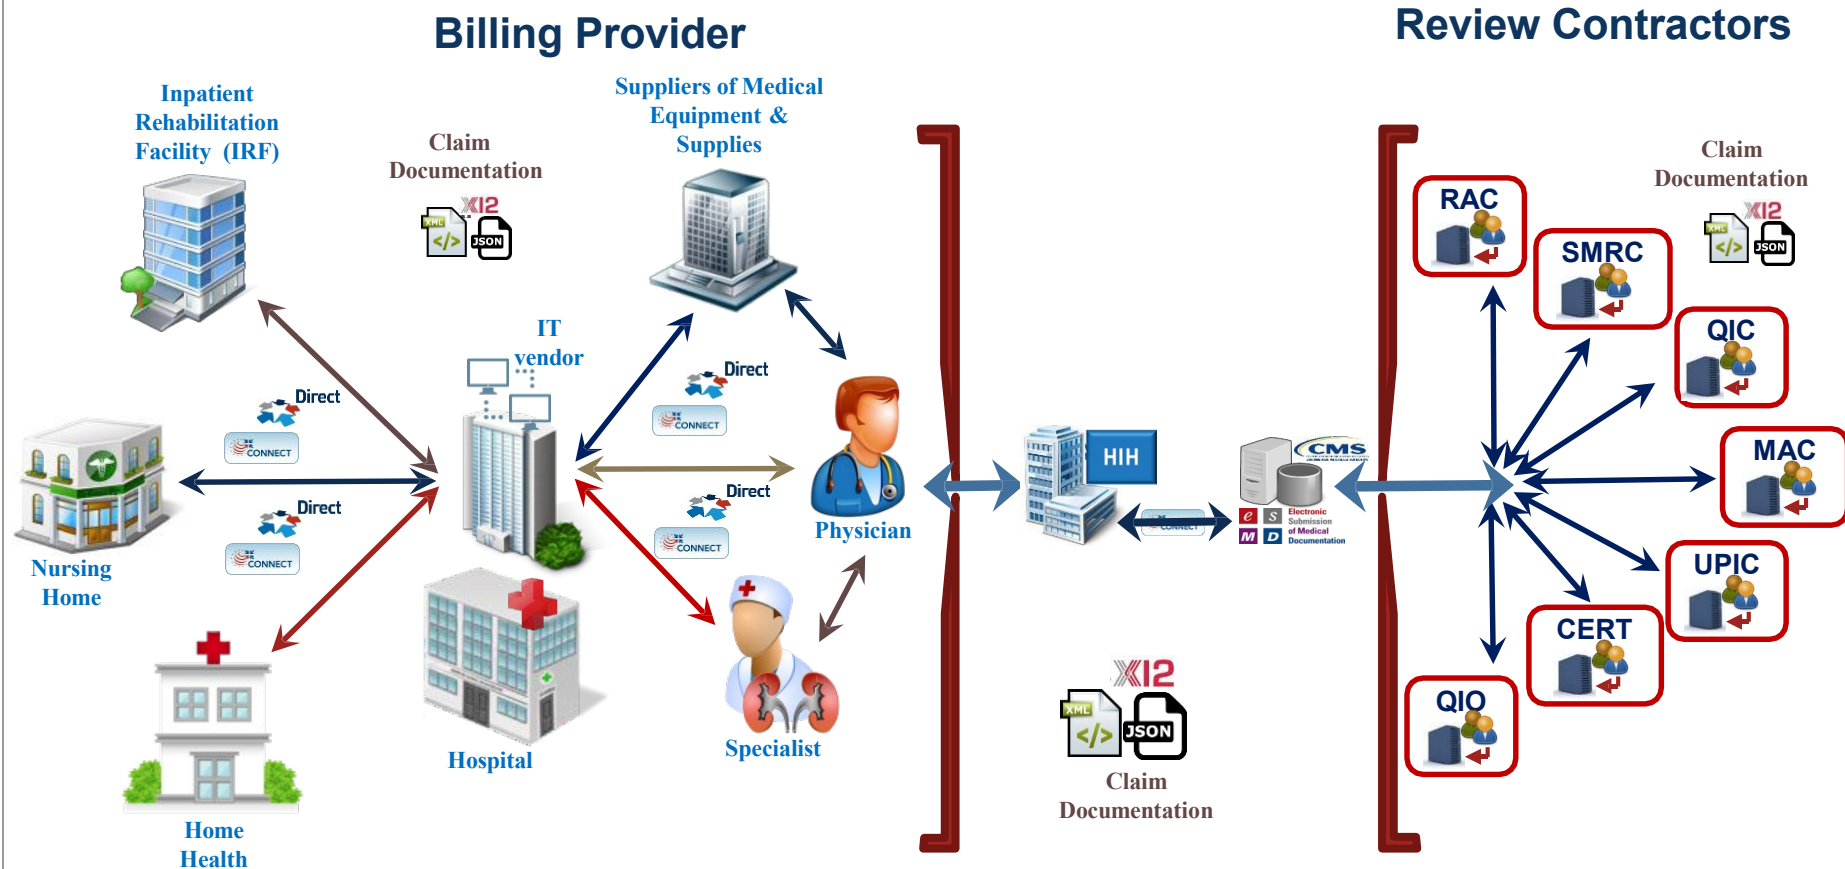 Billing Provider
Review Contractors
Inpatient
Rehabilitation
Facility (IRF)
Claim
Documentation
X12
XML
</>
JSON
Suppliers of Medical
Equipment &
Supplies
IT
vendor
Direct
CONNECT
Direct
CONNECT
Direct
CONNECT
Direct
CONNECT
Nursing
Home
Home
Health
Hospital
Physician
Specialist
HIH
CONNECT
CMS
e S
M D
Electronic
Submission
of Medical
Documentation
X12
XML
</>
JSON
Claim
Documentation
Claim
Documentation
X12
XML
</>
JSON
RAC
SMRC
QIC
MAC
UPIC
CERT
QIO